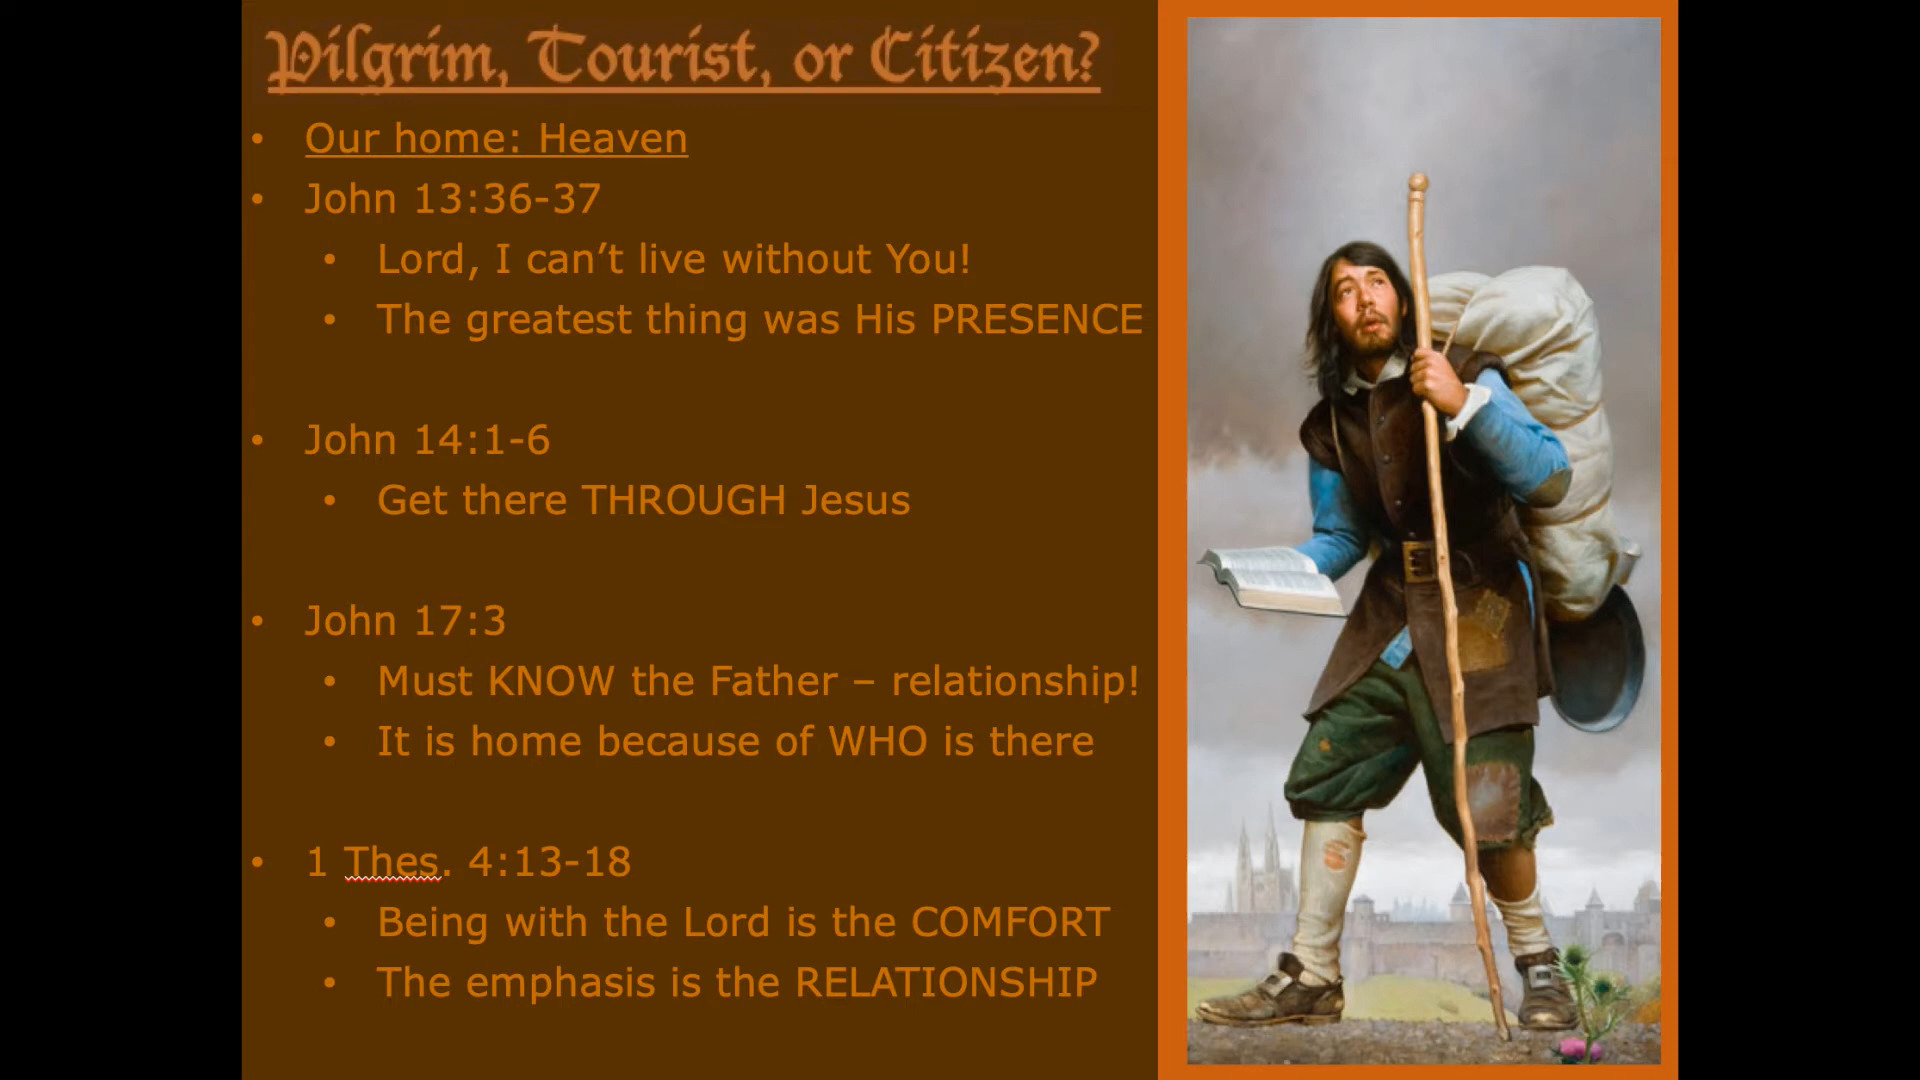 Pilgrim, Tourist, or Citizen?
• Our home: Heaven
• John 13:36-37
• Lord, I can’t live without You!
• The greatest thing was His PRESENCE
• John 14:1-6
• Get there THROUGH Jesus
• John 17:3
• Must KNOW the Father – relationship!
• It is home because of WHO is there
• 1 Thes. 4:13-18
• Being with the Lord is the COMFORT
• The emphasis is the RELATIONSHIP